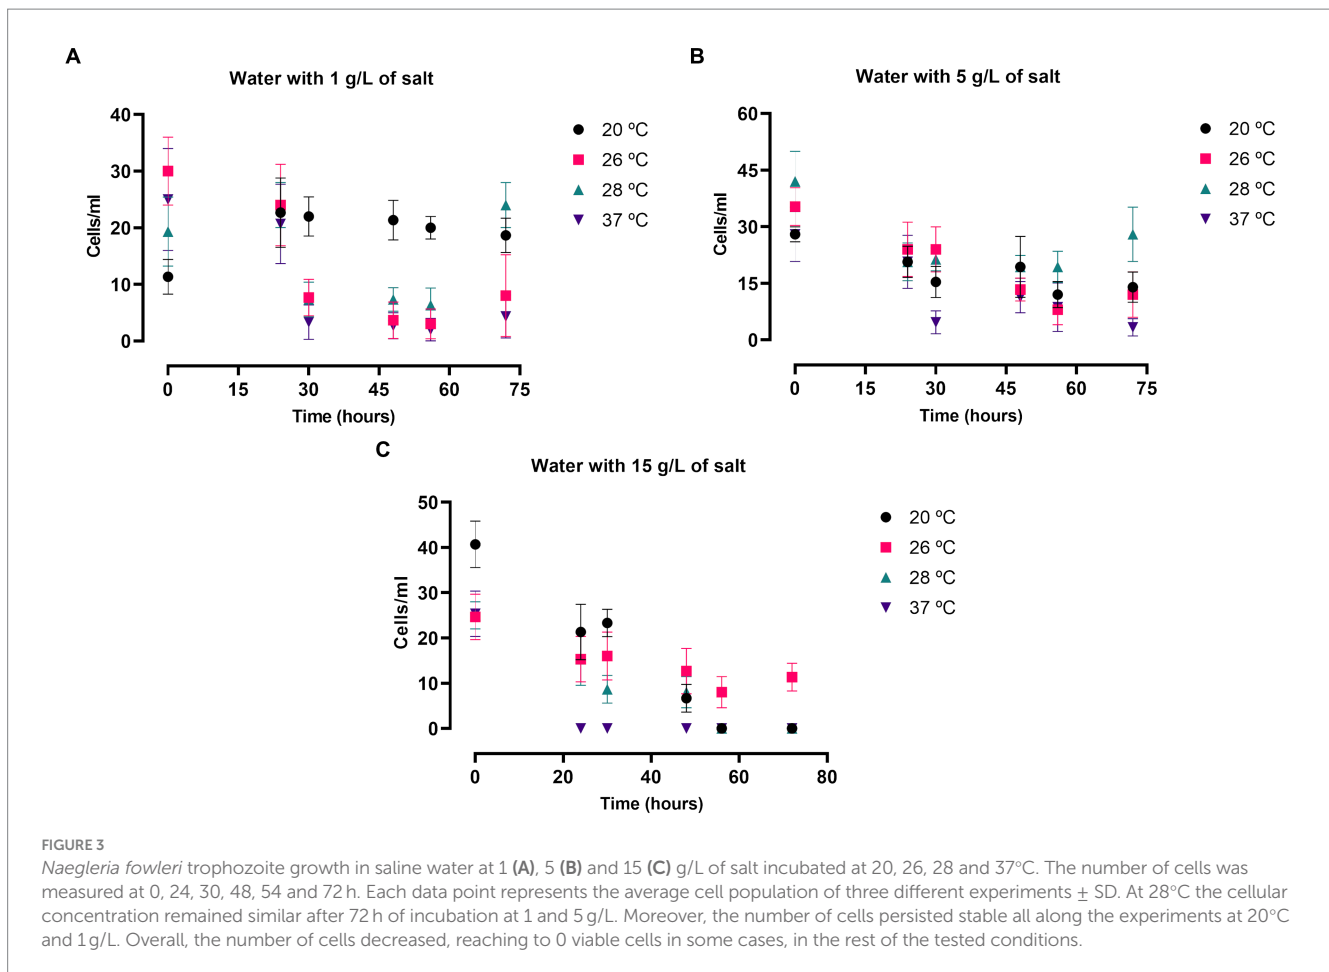 A
Water with 1 g/L of salt
40
30
20
10
0
Cells/ml
0 15 30 45 60 75
Time (hours)
20 ºC
26 ºC
28 ºC
37 ºC
B
Water with 5 g/L of salt
60
45
30
15
0
Cells/ml
0 15 30 45 60 75
Time (hours)
20 ºC
26 ºC
28 ºC
37 ºC
C
Water with 15 g/L of salt
50
40
30
20
10
0
Cells/ml
0 20 40 60 80
Time (hours)
20 ºC
26 ºC
28 ºC
37 ºC
FIGURE 3
Naegleria fowleri trophozoite growth in saline water at 1 (A), 5 (B) and 15 (C) g/L of salt incubated at 20, 26, 28 and 37°C. The number of cells was
measured at 0, 24, 30, 48, 54 and 72 h. Each data point represents the average cell population of three different experiments ± SD. At 28°C the cellular
concentration remained similar after 72 h of incubation at 1 and 5 g/L. Moreover, the number of cells persisted stable all along the experiments at 20°C
and 1 g/L. Overall, the number of cells decreased, reaching to 0 viable cells in some cases, in the rest of the tested conditions.